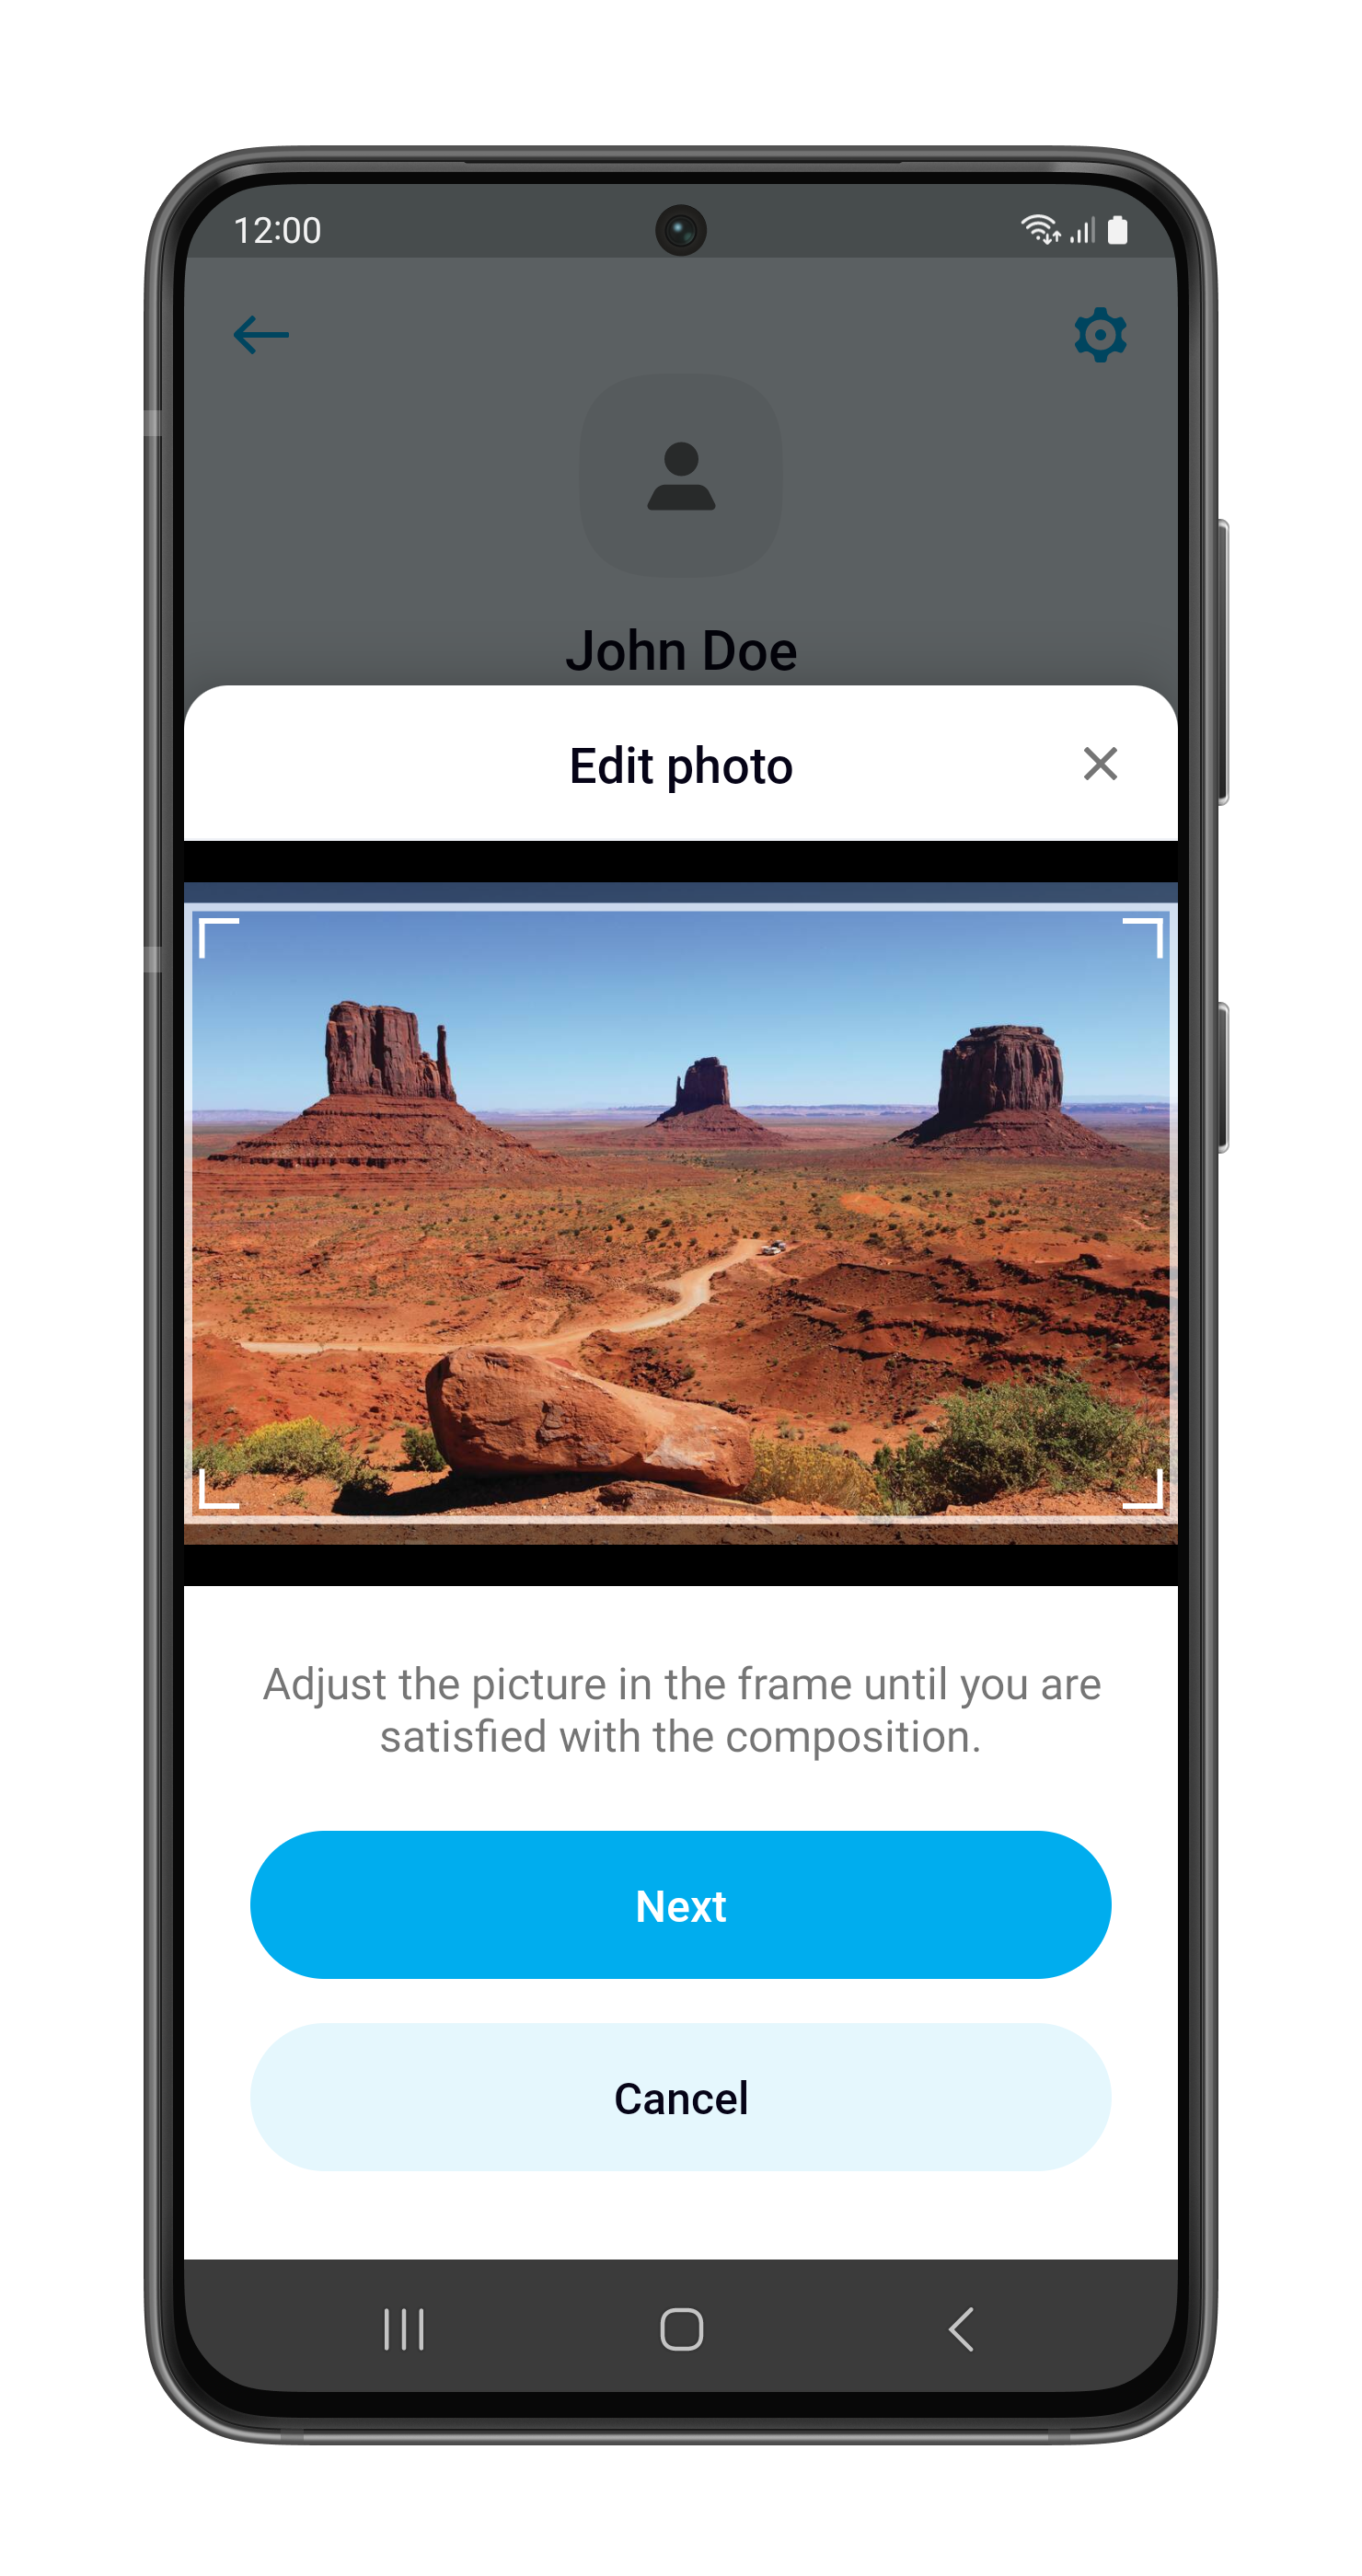 12:00
John Doe
Edit photo
Adjust the picture in the frame until you are
satisfied with the composition.
Next
Cancel